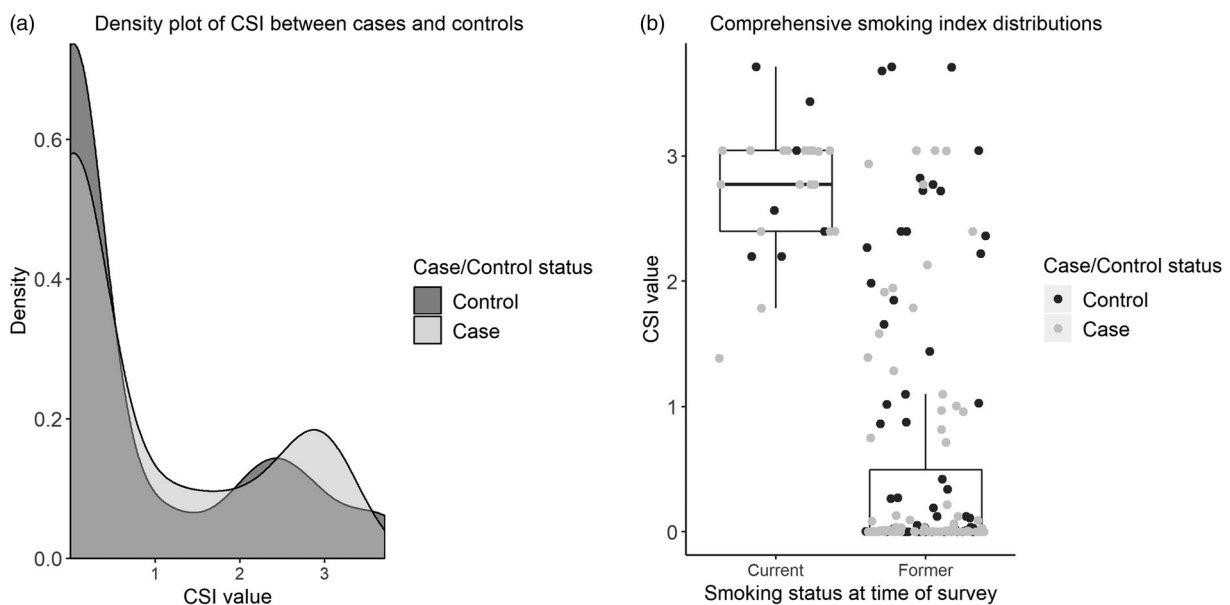 (a) Density plot of CSI between cases and controls
0.6
0.4
0.2
0.0
Density
1 2 3
CSI value
Case/Control status
Control
Case
(b) Comprehensive smoking index distributions
3
2
1
0
CSI value
Current Former
Smoking status at time of survey
Case/Control status
Control
Case